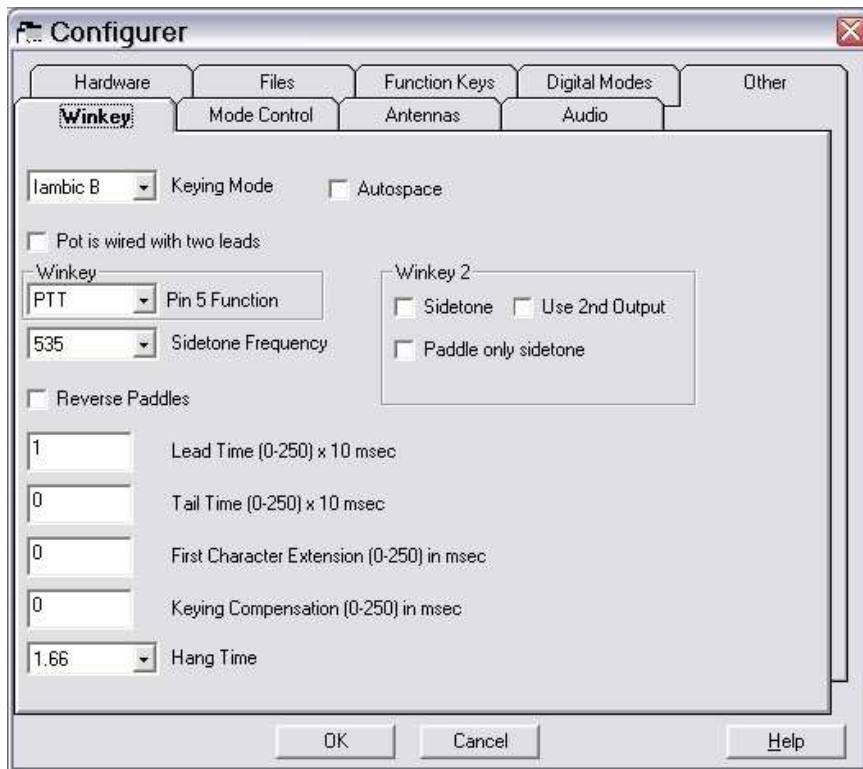 Configurer
Hardware Files Function Keys Digital Modes Other
Winkey Mode Control Antennas Audio
Iambic B Keying Mode Autospace
Pot is wired with two leads
Winkey Winkey 2
PTT Pin 5 Function Sidetone Use 2nd Output
535 Sidetone Frequency Paddle only sidetone
Reverse Paddles
1 Lead Time (0-250) x 10 msec
0 Tail Time (0-250) x 10 msec
0 First Character Extension (0-250) in msec
0 Keying Compensation (0-250) in msec
1.66 Hang Time
OK Cancel Help